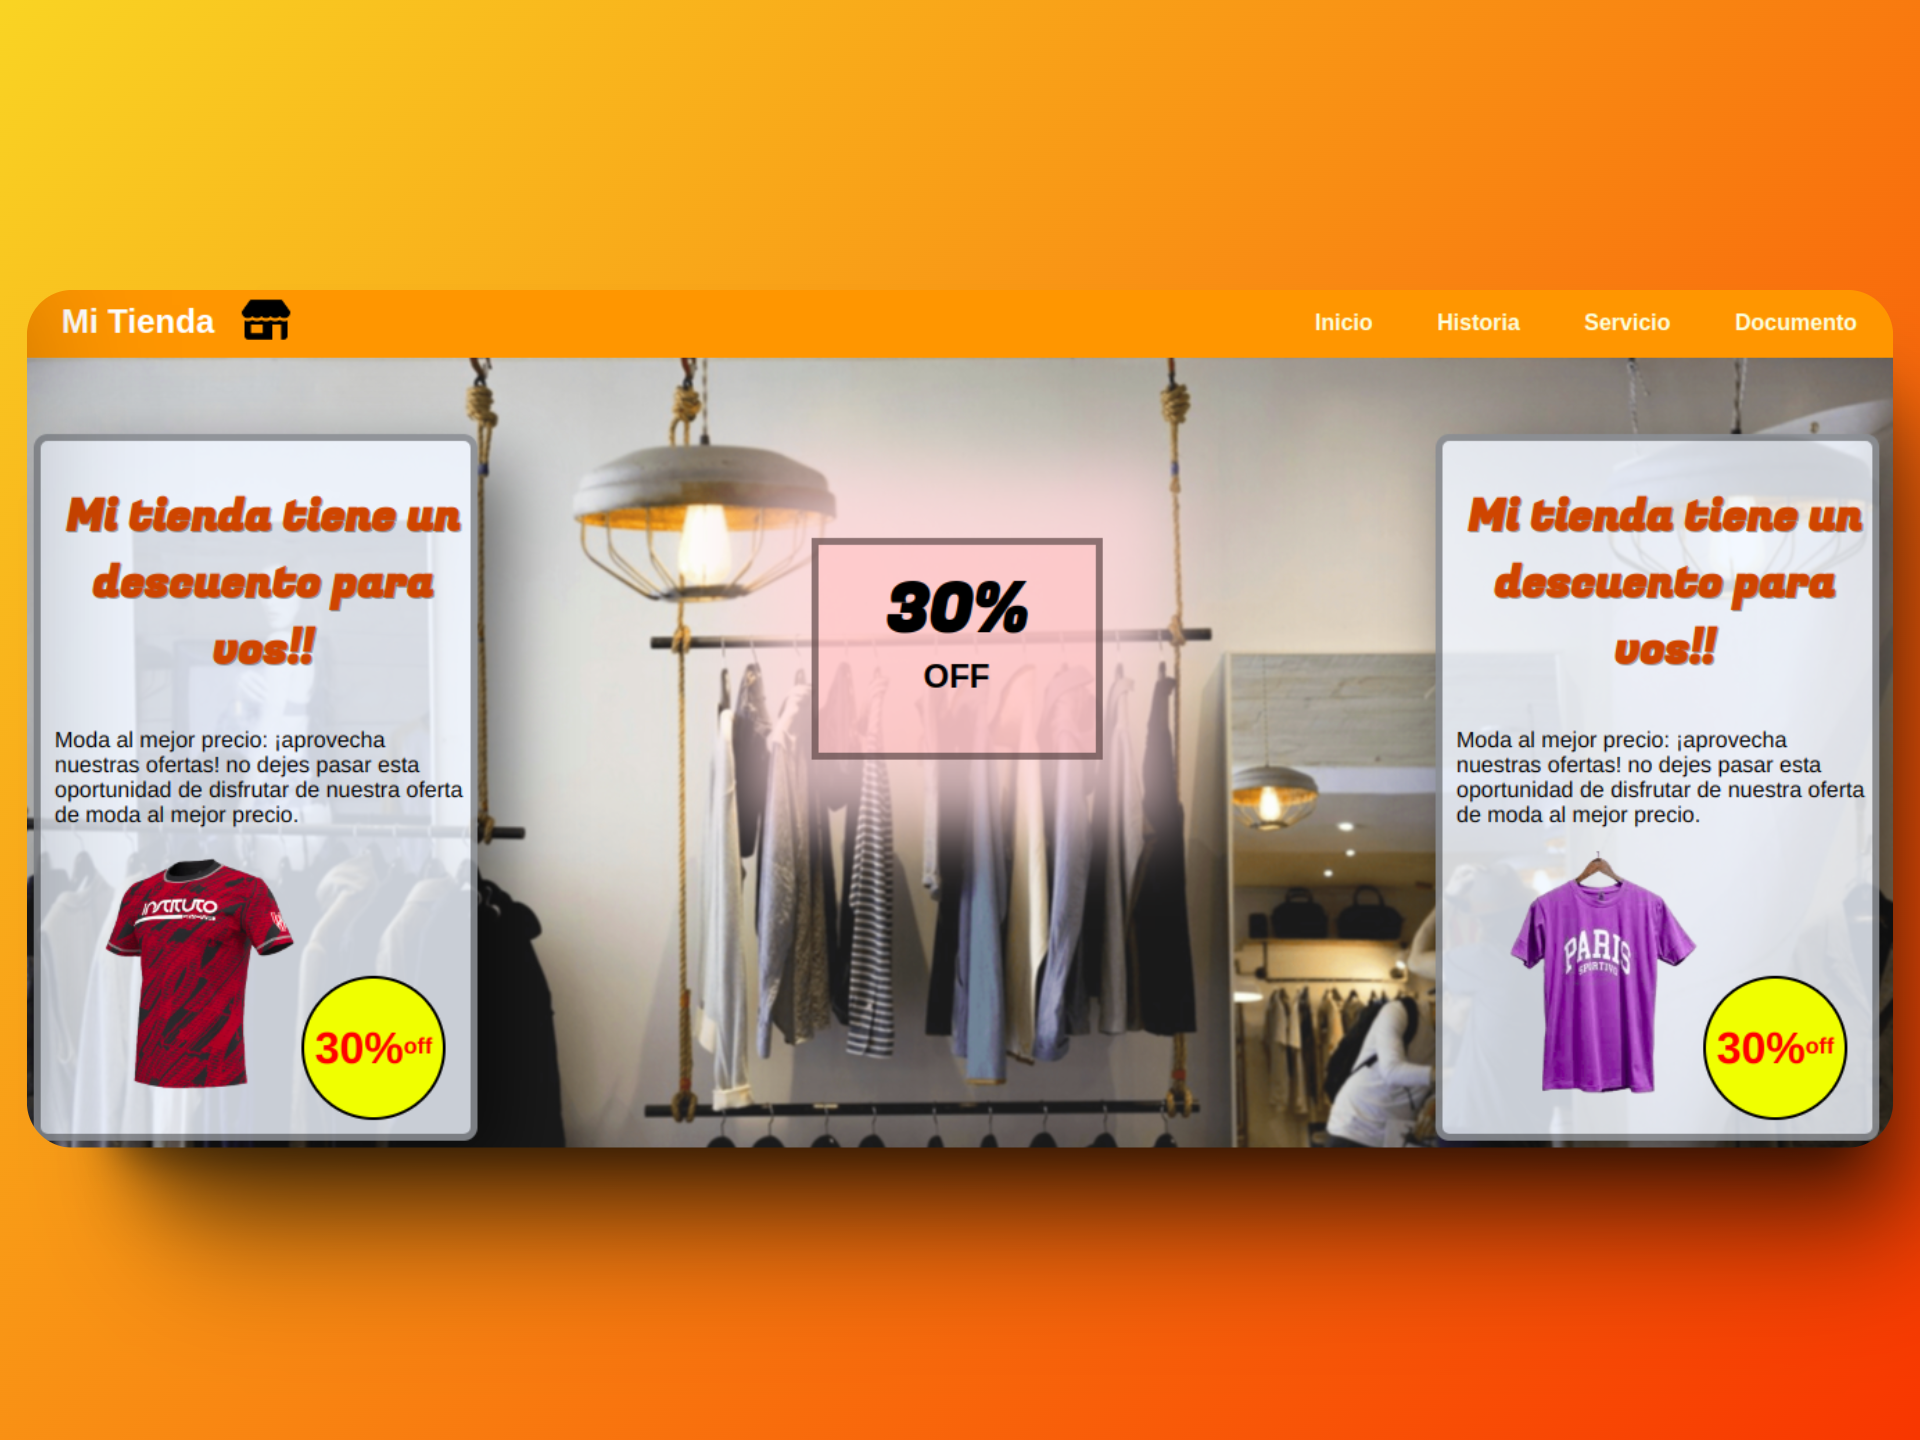 Mi Tienda
Inicio
Historia
Servicio
Documento
Mi tienda tiene un
descuento para
vos!!
Moda al mejor precio: ¡aprovecha
nuestras ofertas! no dejes pasar esta
oportunidad de disfrutar de nuestra oferta
de moda al mejor precio.
INSTITUTO
30%off
30%
OFF
Mi tienda tiene un
descuento para
vos!!
Moda al mejor precio: ¡aprovecha
nuestras ofertas! no dejes pasar esta
oportunidad de disfrutar de nuestra oferta
de moda al mejor precio.
PARIS
SPORTIVO
30%off